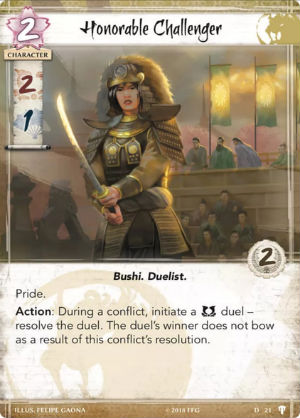 2
Honorable Challenger
CHARACTER
2
1
2
Bushi. Duelist.
Pride.
Action: During a conflict, initiate a duel –
resolve the duel. The duel's winner does not bow
as a result of this conflict's resolution.
ILLUS. FELIPE GAONA
©2018 FFG
D 21